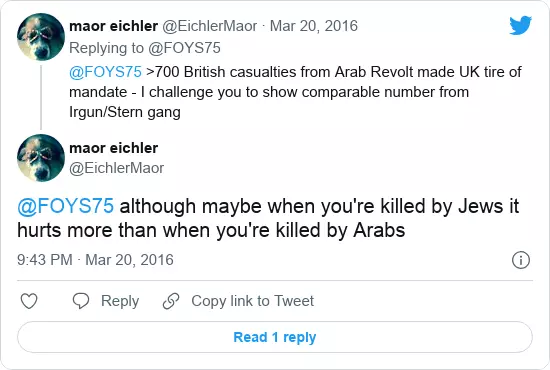 maor eichler @EichlerMaor · Mar 20, 2016
Replying to @FOYS75
@FOYS75 >700 British casualties from Arab Revolt made UK tire of
mandate - I challenge you to show comparable number from
Irgun/Stern gang
maor eichler
@EichlerMaor
@FOYS75 although maybe when you're killed by Jews it
hurts more than when you're killed by Arabs
9:43 PM · Mar 20, 2016
Reply
Copy link to Tweet
Read 1 reply